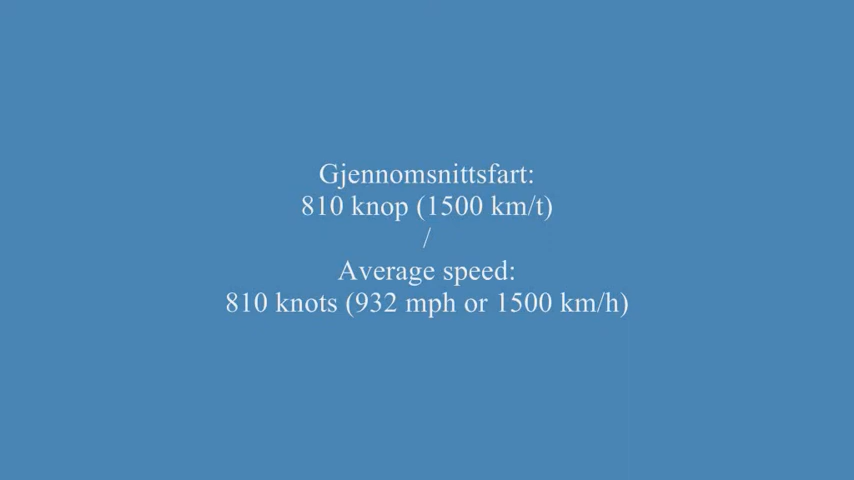 Gjennomsnittsfart:
810 knop (1500 km/t)
/
Average speed:
810 knots (932 mph or 1500 km/h)